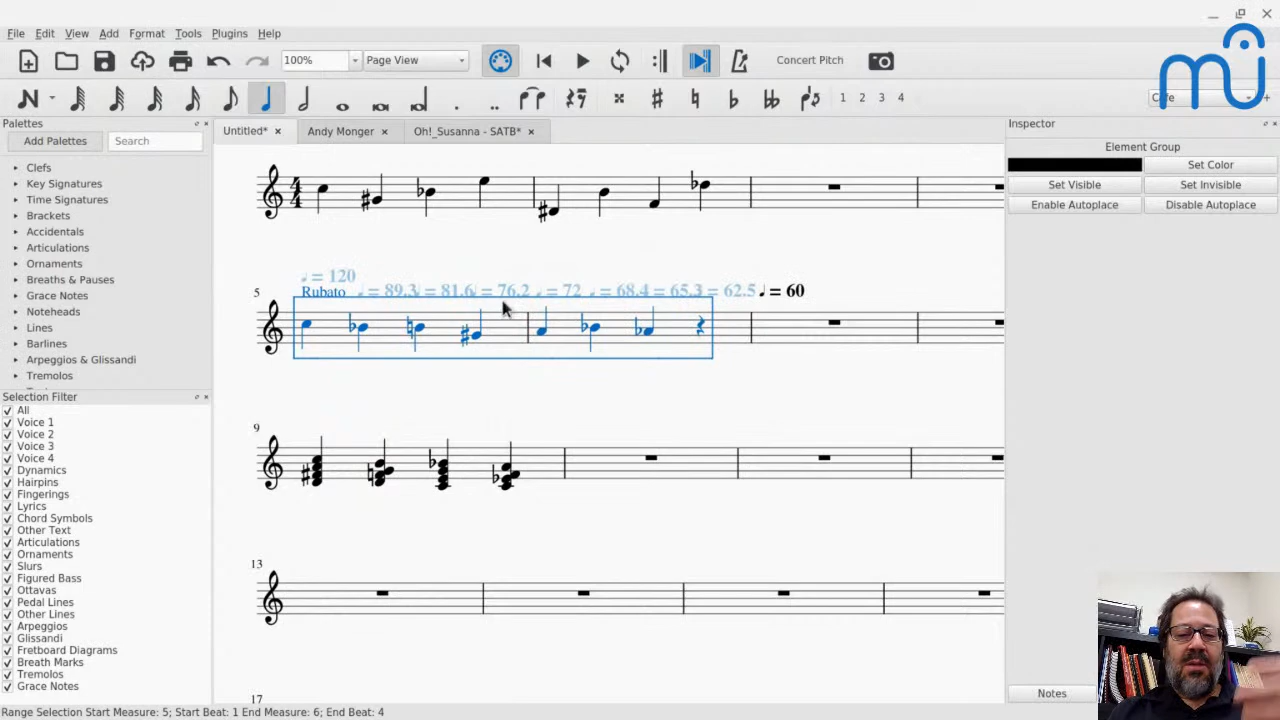 File Edit View Add Format Tools Plugins Help
100% Page View Concert Pitch
1 2 3 4
Palettes
Add Palettes Search
Clefs
Key Signatures
Time Signatures
Brackets
Accidentals
Articulations
Ornaments
Breaths & Pauses
Grace Notes
Noteheads
Lines
Barlines
Arpeggios & Glissandi
Tremolos
Selection Filter
All
Voice 1
Voice 2
Voice 3
Voice 4
Dynamics
Hairpins
Fingerings
Lyrics
Chord Symbols
Other Text
Articulations
Ornaments
Slurs
Figured Bass
Ottavas
Pedal Lines
Other Lines
Arpeggios
Glissandi
Fretboard Diagrams
Breath Marks
Tremolos
Grace Notes
Untitled* Andy Monger Oh!_Susanna - SATB*
4
4
= 120
5 Rubato = 89.3 = 81.6 = 76.2 = 72 = 68.4 = 65.3 = 62.5 = 60
9
13
17
Inspector
Element Group
Set Color
Set Visible Set Invisible
Enable Autoplace Disable Autoplace
Notes
Range Selection Start Measure: 5; Start Beat: 1 End Measure: 6; End Beat: 4